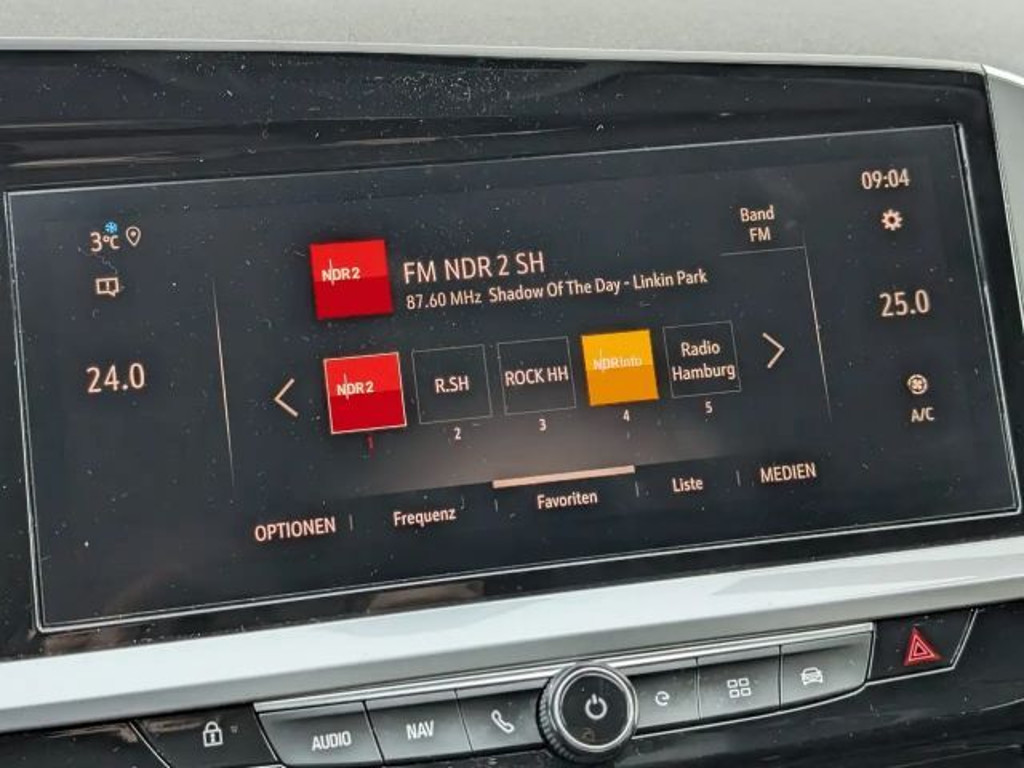 09:04
3°C
Band
FM
NDR 2
FM NDR 2 SH
87.60 MHz Shadow Of The Day - Linkin Park
24.0
25.0
NDR 2
R.SH
ROCK HH
NDR Info
Radio
Hamburg
1
2
3
4
5
A/C
OPTIONEN
Frequenz
Favoriten
Liste
MEDIEN
AUDIO
NAV